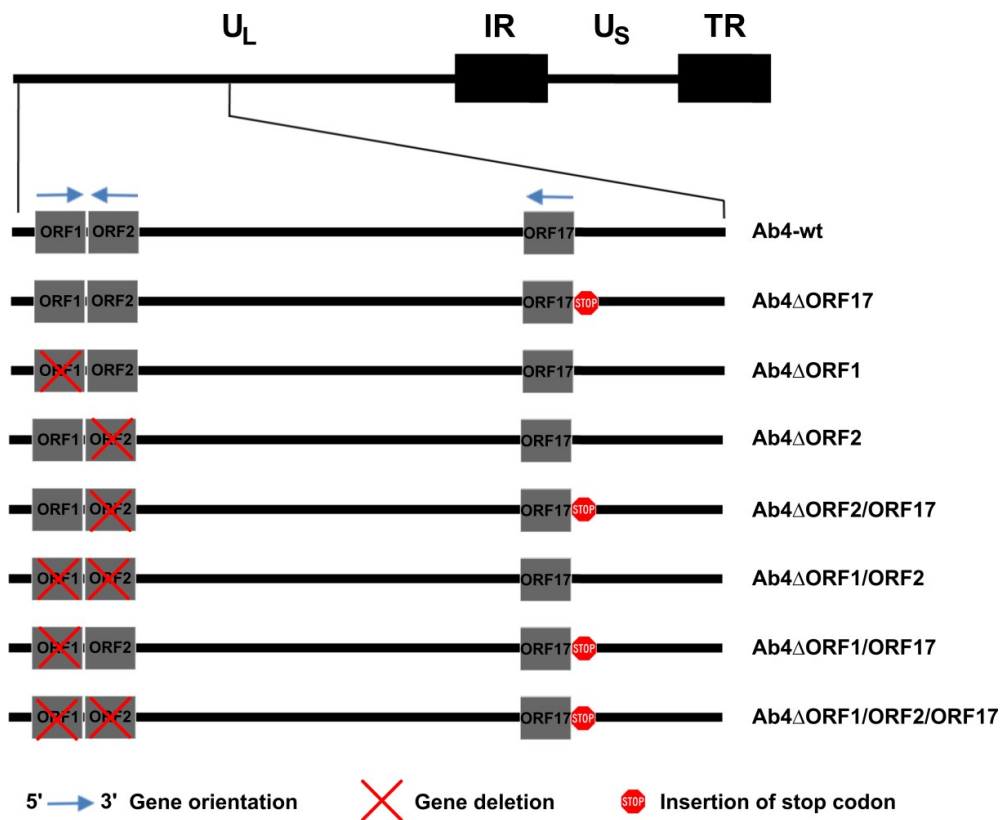 UL IR US TR
ORF1 ORF2 ORF17 Ab4-wt
ORF1 ORF2 ORF17 STOP Ab4ΔORF17
ORF1 ORF2 ORF17 Ab4ΔORF1
ORF1 ORF2 ORF17 Ab4ΔORF2
ORF1 ORF2 ORF17 STOP Ab4ΔORF2/ORF17
ORF1 ORF2 ORF17 Ab4ΔORF1/ORF2
ORF1 ORF2 ORF17 STOP Ab4ΔORF1/ORF17
ORF1 ORF2 ORF17 STOP Ab4ΔORF1/ORF2/ORF17
5' 3' Gene orientation Gene deletion STOP Insertion of stop codon